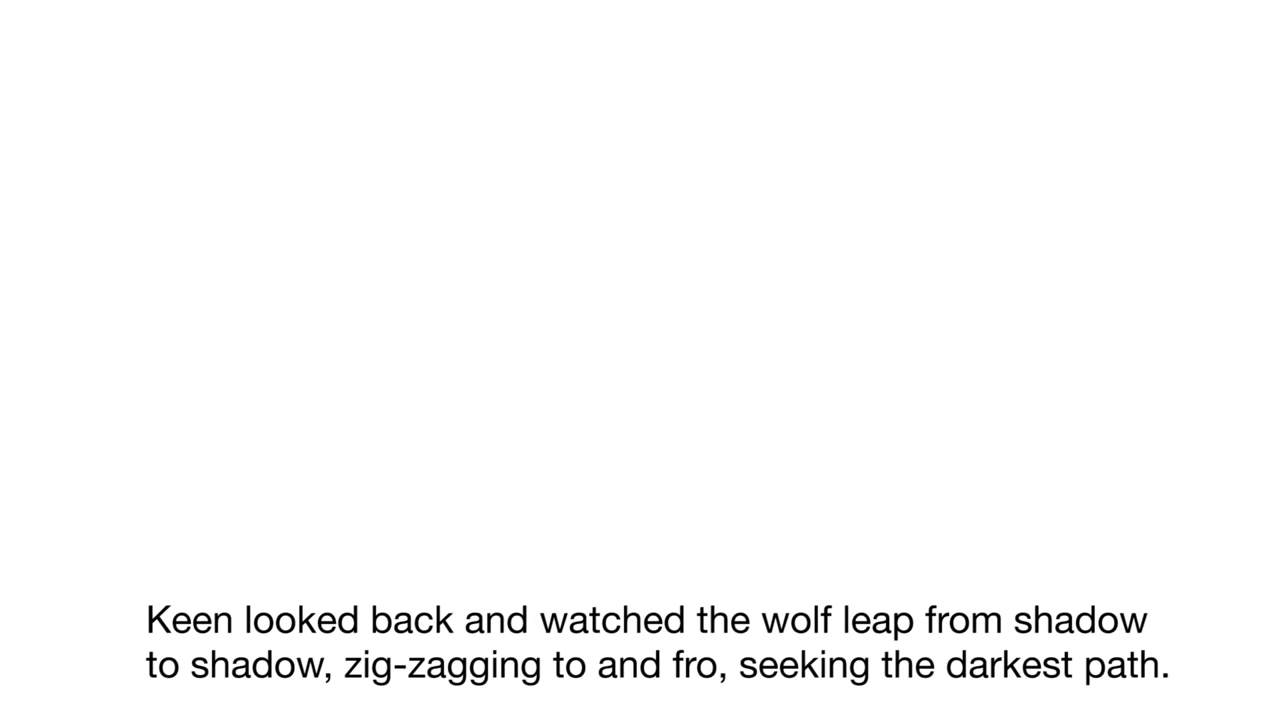 Keen looked back and watched the wolf leap from shadow
to shadow, zig-zagging to and fro, seeking the darkest path.